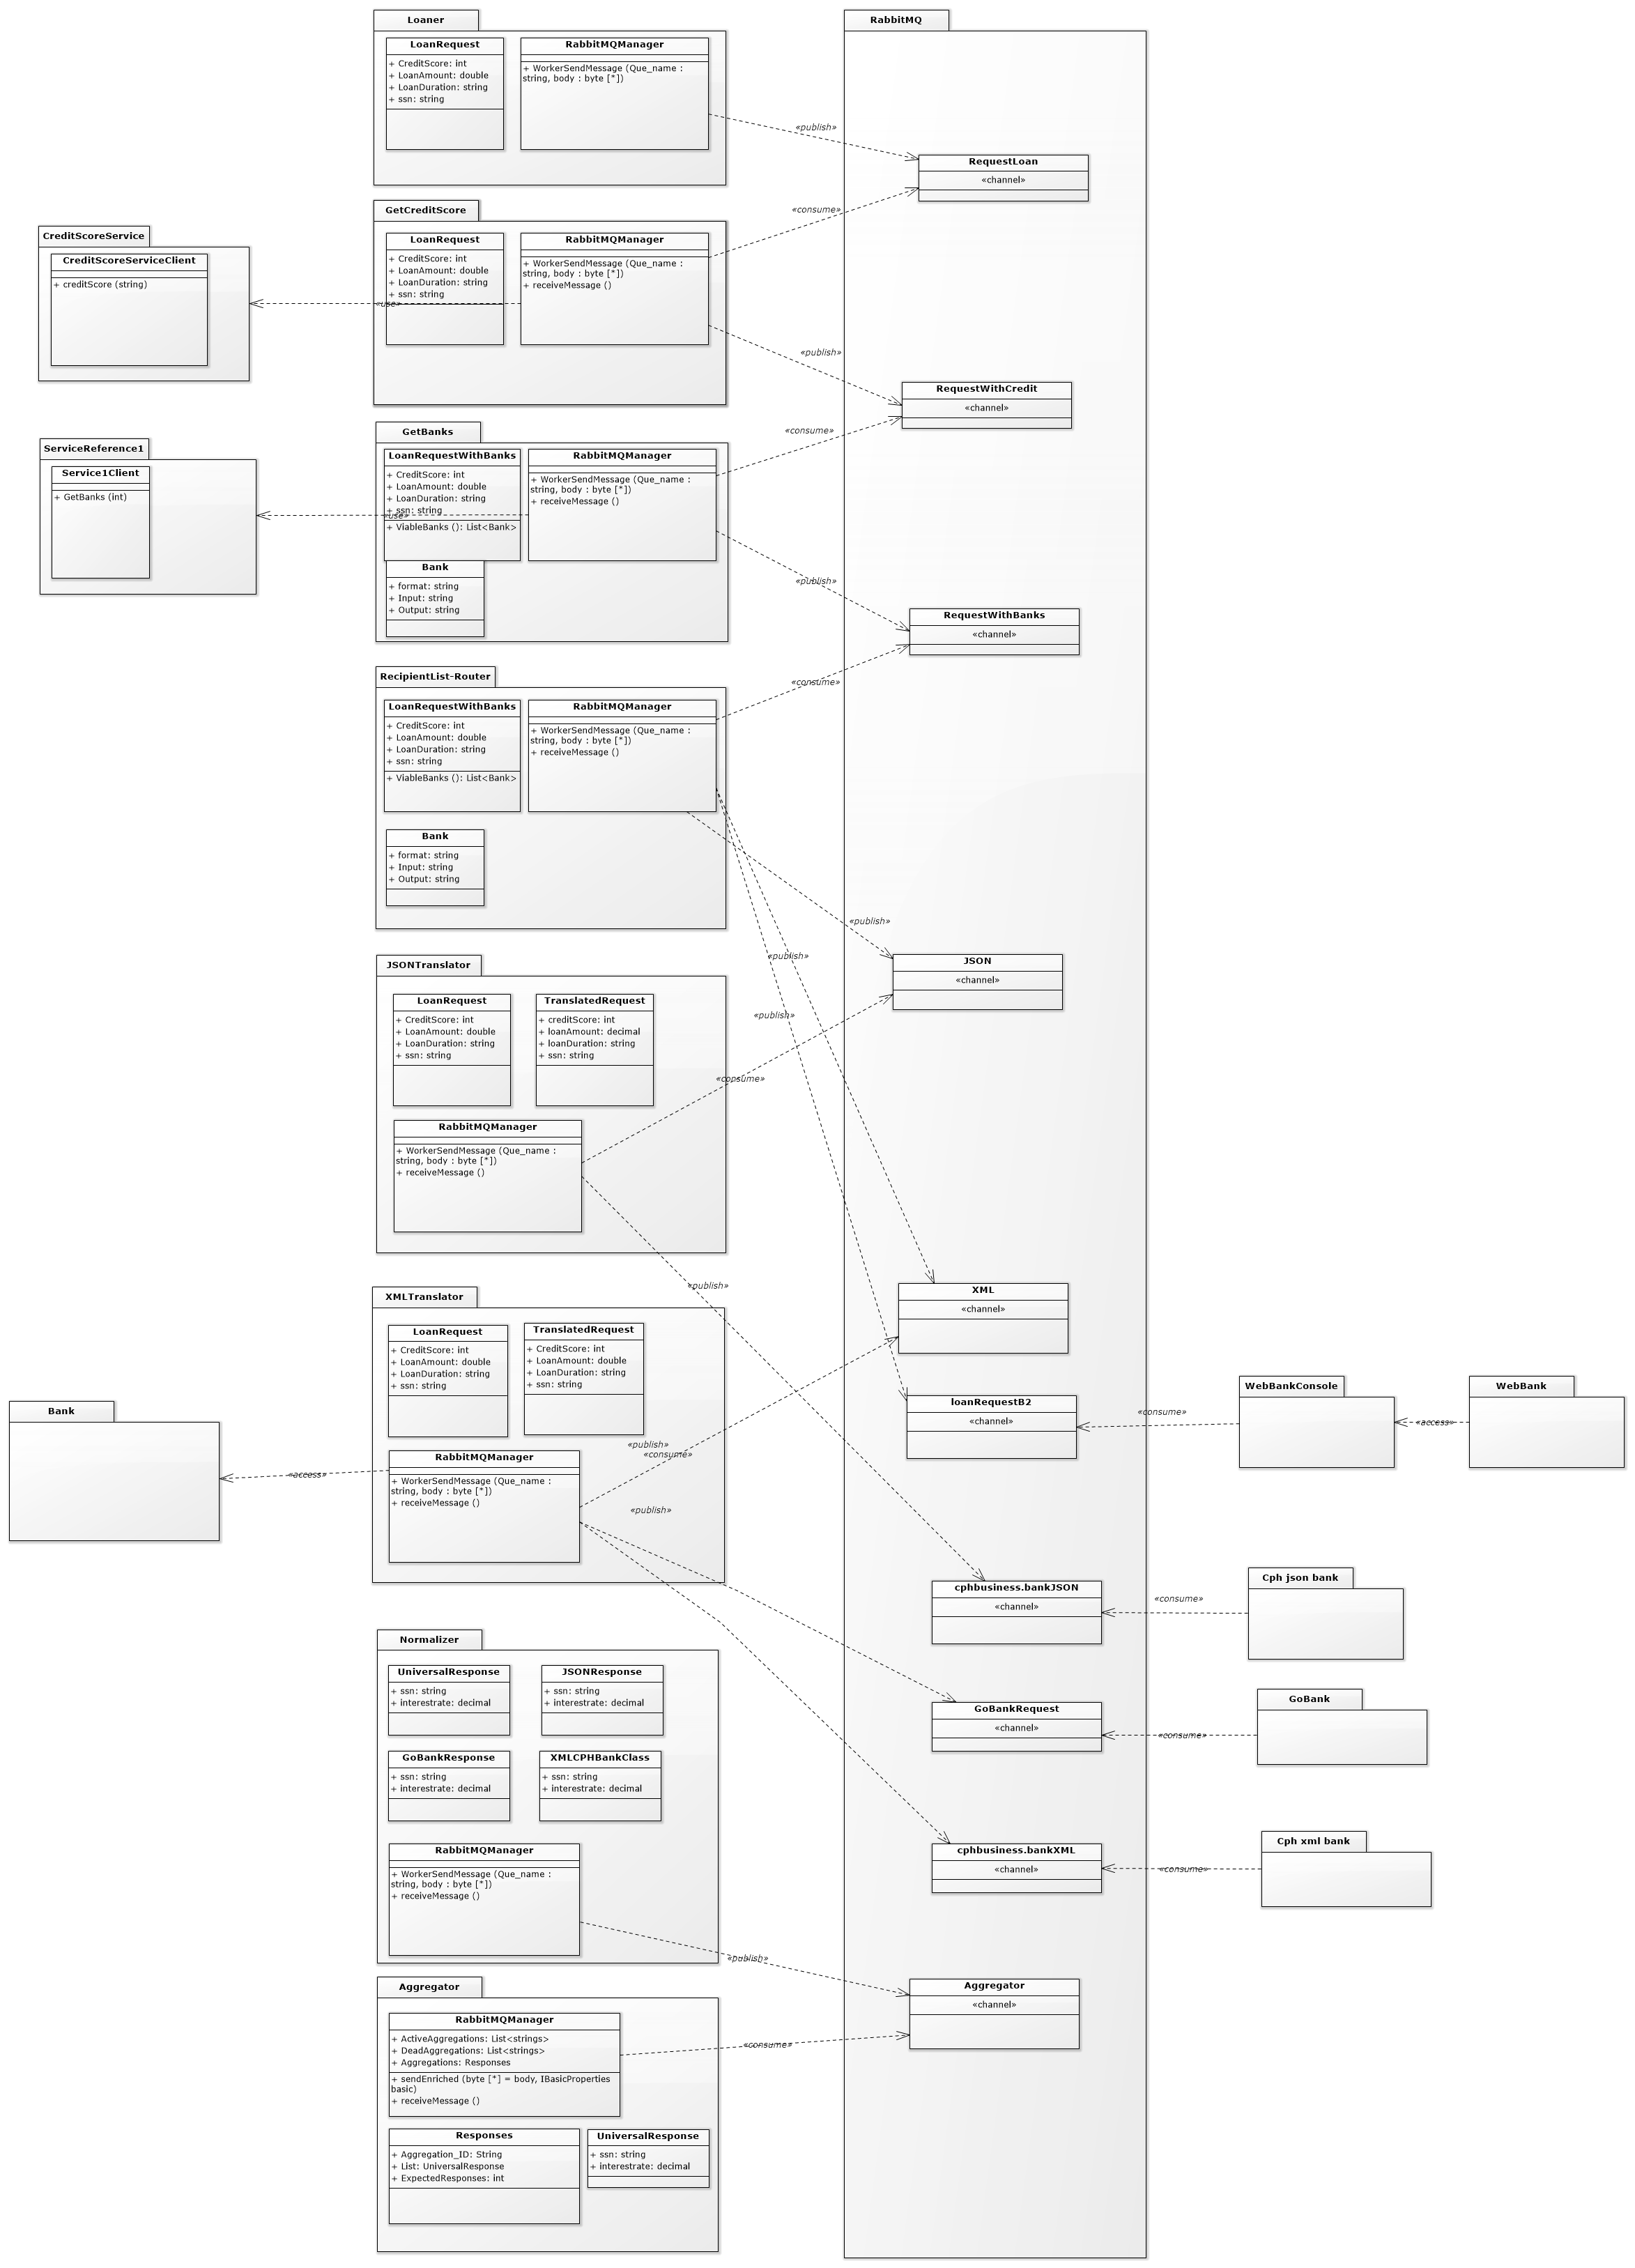 Loaner
LoanRequest
+ CreditScore: int
+ LoanAmount: double
+ LoanDuration: string
+ ssn: string
RabbitMQManager
+ WorkerSendMessage (Que_name :
string, body : byte [*])
RabbitMQ
«publish»
RequestLoan
«channel»
«consume»
GetCreditScore
LoanRequest
+ CreditScore: int
+ LoanAmount: double
+ LoanDuration: string
+ ssn: string
RabbitMQManager
+ WorkerSendMessage (Que_name :
string, body : byte [*])
+ receiveMessage ()
CreditScoreService
CreditScoreServiceClient
+ creditScore (string)
«use»
«publish»
RequestWithCredit
«channel»
«consume»
GetBanks
LoanRequestWithBanks
+ CreditScore: int
+ LoanAmount: double
+ LoanDuration: string
+ ssn: string
+ ViableBanks (): List<Bank>
RabbitMQManager
+ WorkerSendMessage (Que_name :
string, body : byte [*])
+ receiveMessage ()
Bank
+ format: string
+ Input: string
+ Output: string
ServiceReference1
Service1Client
+ GetBanks (int)
«use»
«publish»
RequestWithBanks
«channel»
«consume»
RecipientList-Router
LoanRequestWithBanks
+ CreditScore: int
+ LoanAmount: double
+ LoanDuration: string
+ ssn: string
+ ViableBanks (): List<Bank>
RabbitMQManager
+ WorkerSendMessage (Que_name :
string, body : byte [*])
+ receiveMessage ()
Bank
+ format: string
+ Input: string
+ Output: string
«publish»
«publish»
«publish»
JSON
«channel»
«consume»
JSONTranslator
LoanRequest
+ CreditScore: int
+ LoanAmount: double
+ LoanDuration: string
+ ssn: string
TranslatedRequest
+ creditScore: int
+ loanAmount: decimal
+ loanDuration: string
+ ssn: string
RabbitMQManager
+ WorkerSendMessage (Que_name :
string, body : byte [*])
+ receiveMessage ()
«publish»
XML
«channel»
XMLTranslator
LoanRequest
+ CreditScore: int
+ LoanAmount: double
+ LoanDuration: string
+ ssn: string
TranslatedRequest
+ CreditScore: int
+ LoanAmount: double
+ LoanDuration: string
+ ssn: string
RabbitMQManager
+ WorkerSendMessage (Que_name :
string, body : byte [*])
+ receiveMessage ()
«publish»
«consume»
«publish»
Bank
«access»
loanRequestB2
«channel»
«consume»
WebBankConsole
«access»
WebBank
cphbusiness.bankJSON
«channel»
«consume»
Cph json bank
GoBankRequest
«channel»
«consume»
GoBank
cphbusiness.bankXML
«channel»
«consume»
Cph xml bank
Normalizer
UniversalResponse
+ ssn: string
+ interestrate: decimal
JSONResponse
+ ssn: string
+ interestrate: decimal
GoBankResponse
+ ssn: string
+ interestrate: decimal
XMLCPHBankClass
+ ssn: string
+ interestrate: decimal
RabbitMQManager
+ WorkerSendMessage (Que_name :
string, body : byte [*])
+ receiveMessage ()
«publish»
Aggregator
«channel»
«consume»
Aggregator
RabbitMQManager
+ ActiveAggregations: List<strings>
+ DeadAggregations: List<strings>
+ Aggregations: Responses
+ sendEnriched (byte [*] = body, IBasicProperties
basic)
+ receiveMessage ()
Responses
+ Aggregation_ID: String
+ List: UniversalResponse
+ ExpectedResponses: int
UniversalResponse
+ ssn: string
+ interestrate: decimal